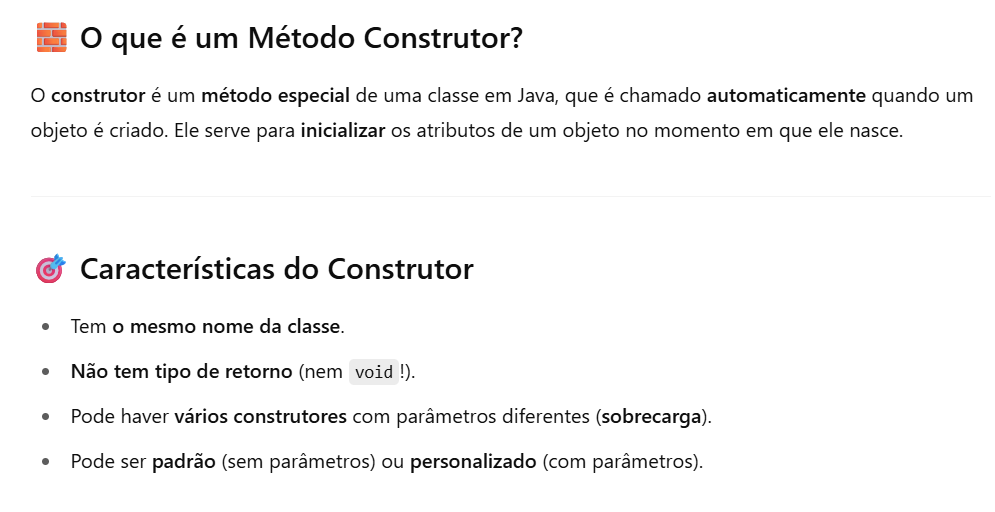 🧱 O que é um Método Construtor?
O construtor é um método especial de uma classe em Java, que é chamado automaticamente quando um
objeto é criado. Ele serve para inicializar os atributos de um objeto no momento em que ele nasce.
🎯 Características do Construtor
• Tem o mesmo nome da classe.
• Não tem tipo de retorno (nem void!).
• Pode haver vários construtores com parâmetros diferentes (sobrecarga).
• Pode ser padrão (sem parâmetros) ou personalizado (com parâmetros).